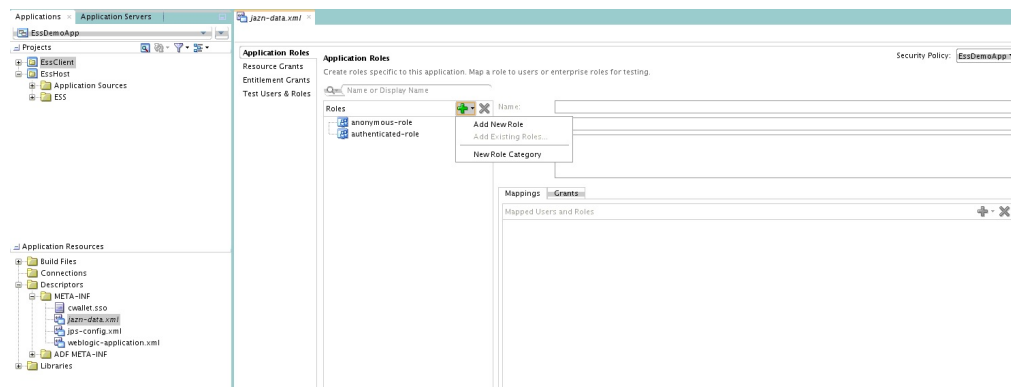 Applications
Application Servers
EssDemoApp
Projects
EssClient
EssHost
Application Sources
ESS
Application Resources
Build Files
Connections
Descriptors
META-INF
cwallet.sso
jazn-data.xml
jps-config.xml
weblogic-application.xml
ADF META-INF
Libraries
jazn-data.xml
Application Roles
Resource Grants
Entitlement Grants
Test Users & Roles
Application Roles
Security Policy: EssDemoApp
Create roles specific to this application. Map a role to users or enterprise roles for testing.
Name or Display Name
Roles
anonymous-role
authenticated-role
Add New Role
Add Existing Roles...
New Role Category
Name:
Mappings Grants
Mapped Users and Roles